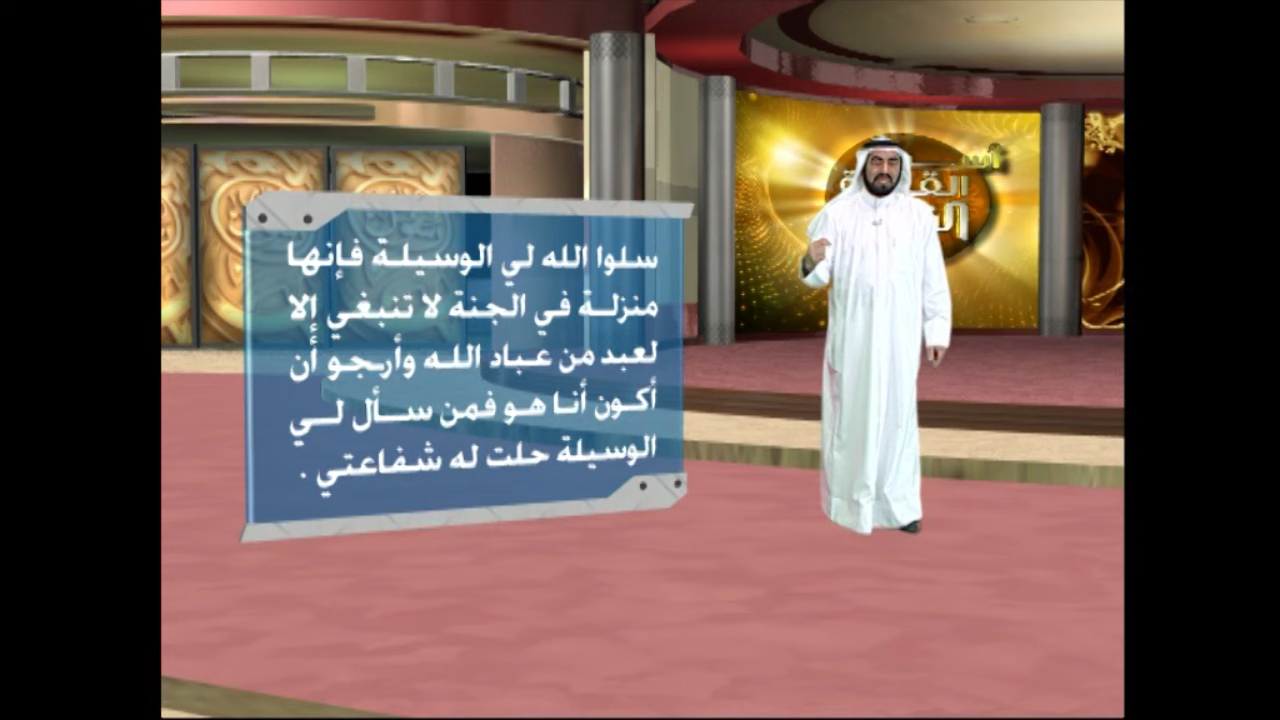 سلوا الله لي الوسيلة فإنها
منزلة في الجنة لا تنبغي إلا
لعبد من عباد الله وأرجو أن
أكون أنا هو فمن سأل لي
الوسيلة حلت له شفاعتي .